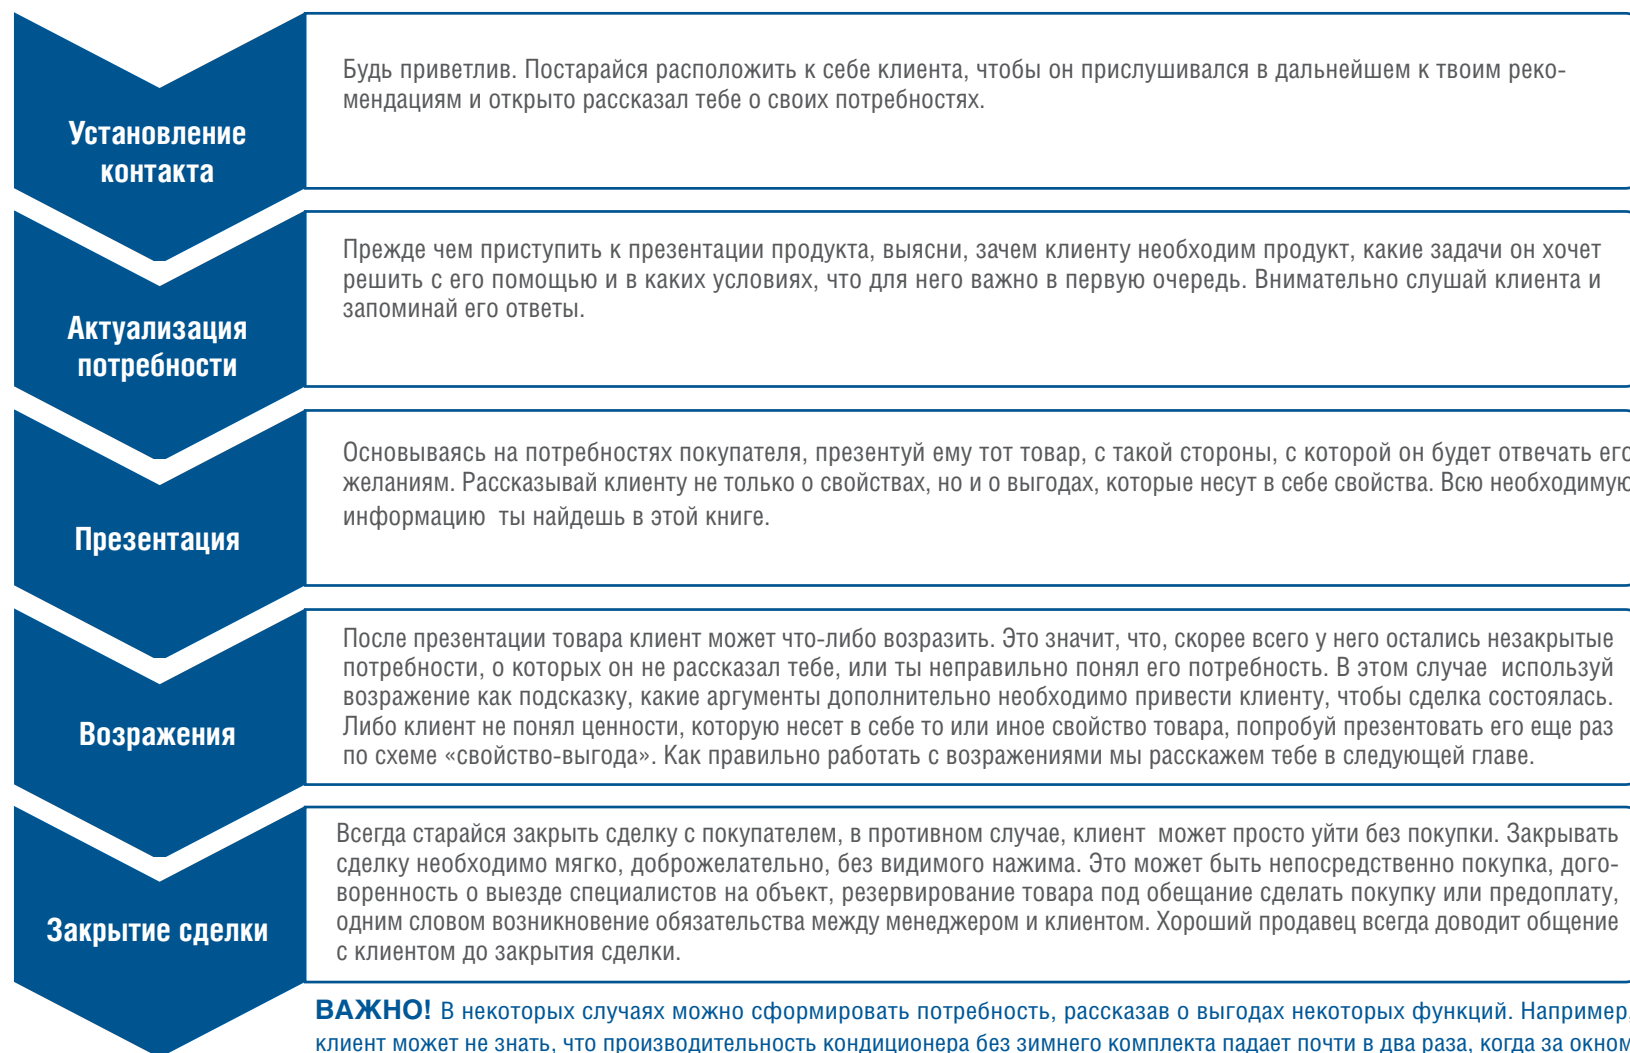 Установление
контакта
Будь приветлив. Постарайся расположить к себе клиента, чтобы он прислушивался в дальнейшем к твоим реко-
мендациям и открыто рассказал тебе о своих потребностях.
Актуализация
потребности
Прежде чем приступить к презентации продукта, выясни, зачем клиенту необходим продукт, какие задачи он хочет
решить с его помощью и в каких условиях, что для него важно в первую очередь. Внимательно слушай клиента и
запоминай его ответы.
Презентация
Основываясь на потребностях покупателя, презентуй ему тот товар, с такой стороны, с которой он будет отвечать его
желаниям. Рассказывай клиенту не только о свойствах, но и о выгодах, которые несут в себе свойства. Всю необходимую
информацию  ты найдешь в этой книге.
Возражения
После презентации товара клиент может что-либо возразить. Это значит, что, скорее всего у него остались незакрытые
потребности, о которых он не рассказал тебе, или ты неправильно понял его потребность. В этом случае  используй
возражение как подсказку, какие аргументы дополнительно необходимо привести клиенту, чтобы сделка состоялась.
Либо клиент не понял ценности, которую несет в себе то или иное свойство товара, попробуй презентовать его еще раз
по схеме «свойство-выгода». Как правильно работать с возражениями мы расскажем тебе в следующей главе.
Закрытие сделки
Всегда старайся закрыть сделку с покупателем, в противном случае, клиент  может просто уйти без покупки. Закрывать
сделку необходимо мягко, доброжелательно, без видимого нажима. Это может быть непосредственно покупка, дого-
воренность о выезде специалистов на объект, резервирование товара под обещание сделать покупку или предоплату,
одним словом возникновение обязательства между менеджером и клиентом. Хороший продавец всегда доводит общение
с клиентом до закрытия сделки.
ВАЖНО! В некоторых случаях можно сформировать потребность, рассказав о выгодах некоторых функций. Например,
клиент может не знать, что производительность кондиционера без зимнего комплекта падает почти в два раза, когда за окном